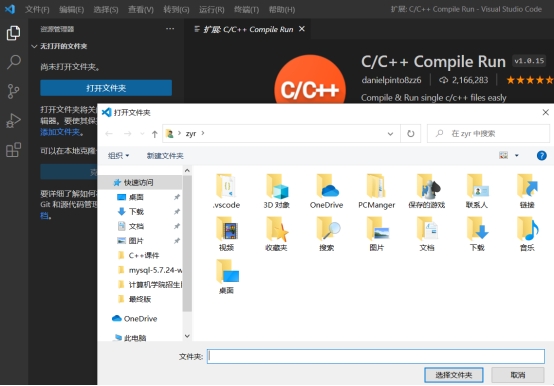 文件(F) 编辑(E) 选择(S) 查看(V) 转到(G) 运行(R) 终端(T) 帮助(H) 扩展: C/C++ Compile Run - Visual Studio Code
资源管理器
无打开的文件夹
尚未打开文件夹。
打开文件夹
打开文件夹将关
编辑器。要使其保
添加文件夹。
可以在本地克隆
克
要详细了解如何
Git 和源代码管理
档。
扩展: C/C++ Compile Run
C/C++
C/C++ Compile Run v1.0.15
danielpinto8zz6 2,166,283
Compile & Run single c/c++ files easly
打开文件夹
zyr
在 zyr 中搜索
组织 新建文件夹
快速访问
桌面
下载
文档
图片
C++课件
mysql-5.7.24-w
计算机学院招生
最终版
OneDrive
此电脑
.vscode 3D 对象 OneDrive PCManger 保存的游戏 联系人 链接
视频 收藏夹 搜索 图片 文档 下载 音乐
桌面
文件夹:
选择文件夹 取消